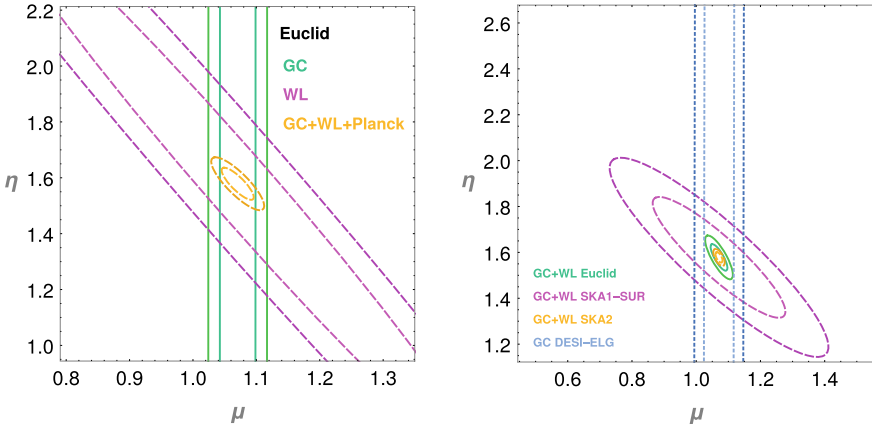 2.2
2.0
1.8
1.6
1.4
1.2
1.0
η
0.8
0.9
1.0
1.1
1.2
1.3
μ
Euclid
GC
WL
GC+WL+Planck
2.6
2.4
2.2
2.0
1.8
1.6
1.4
1.2
η
0.6
0.8
1.0
1.2
1.4
μ
GC+WL Euclid
GC+WL SKA1−SUR
GC+WL SKA2
GC DESI−ELG